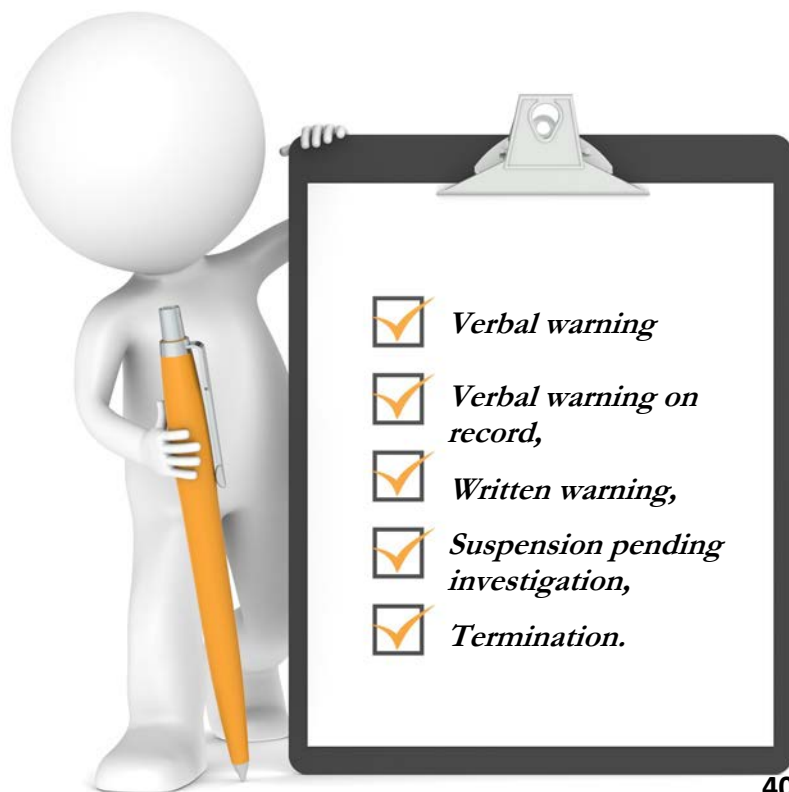 Verbal warning
Verbal warning on
record,
Written warning,
Suspension pending
investigation,
Termination.
40